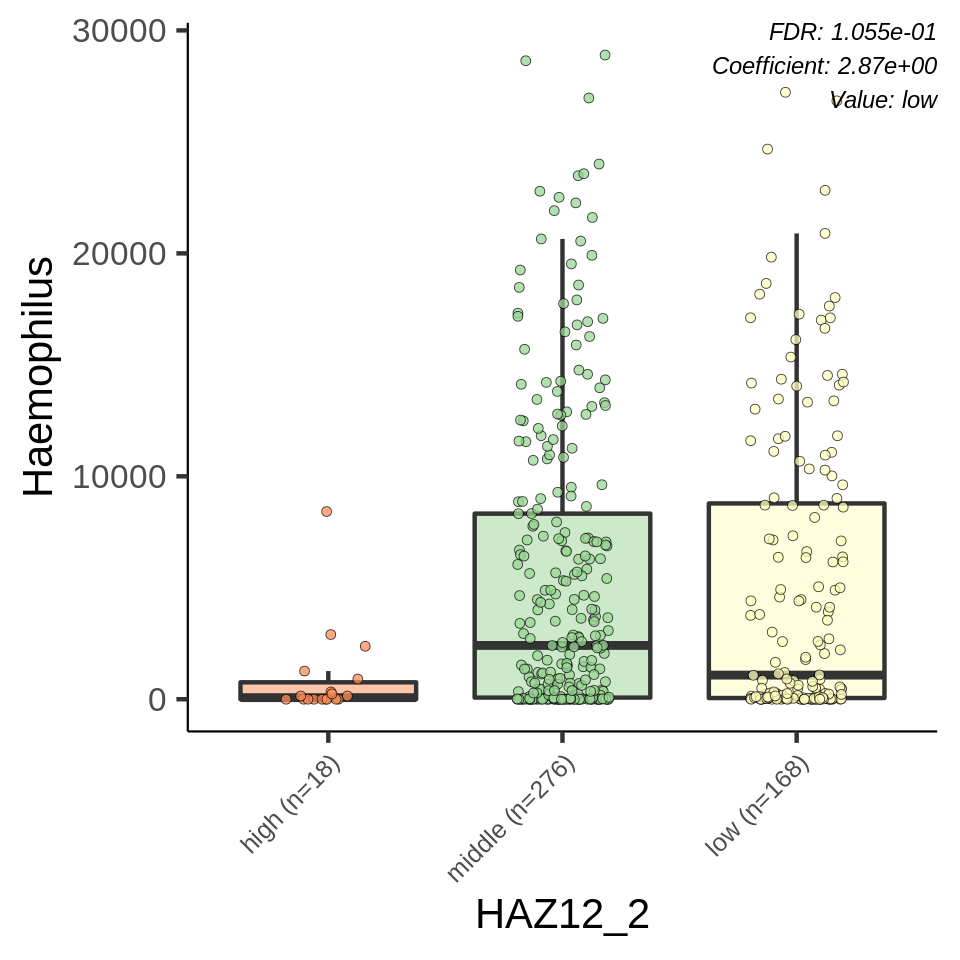 FDR: 1.055e-01
Coefficient: 2.87e+00
Value: low
30000
20000
10000
0
Haemophilus
high (n=18)
middle (n=276)
low (n=168)
HAZ12_2